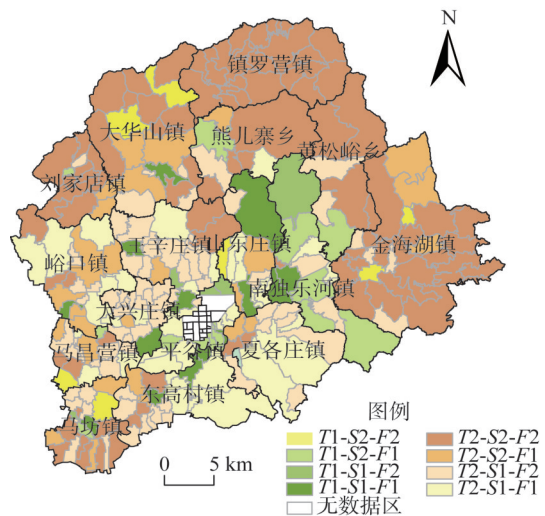 N
镇罗营镇
大华山镇
熊儿寨乡
黄松峪乡
刘家店镇
王辛庄镇
山东庄镇
金海湖镇
峪口镇
南独乐河镇
大兴庄镇
马昌营镇
平谷镇
夏各庄镇
东高村镇
马坊镇
图例
T1-S2-F2
T2-S2-F2
T1-S2-F1
T2-S2-F1
T1-S1-F2
T2-S1-F2
T1-S1-F1
T2-S1-F1
无数据区
0 5 km